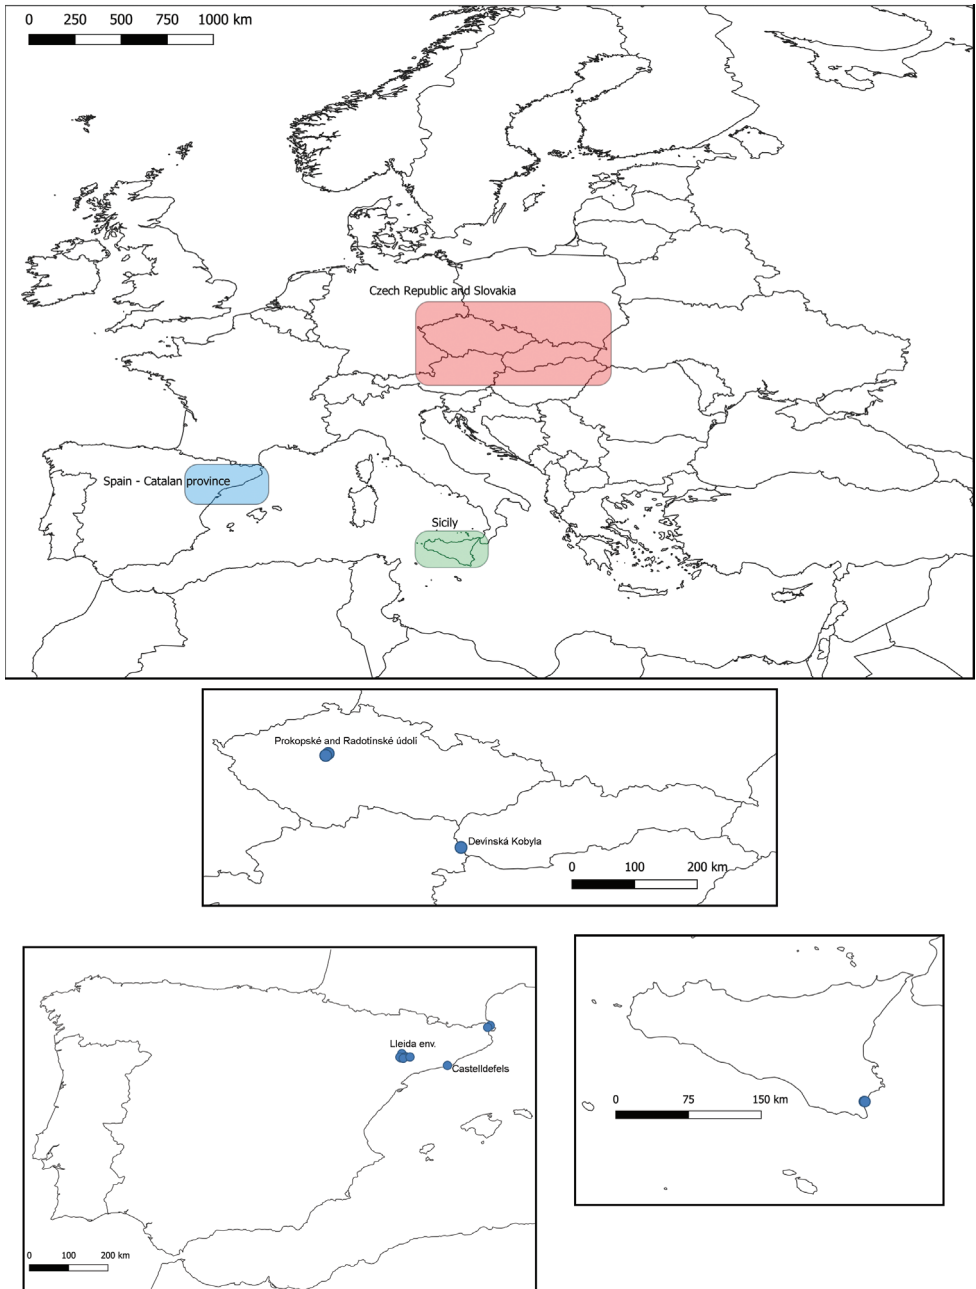 0 250 500 750 1000 km
Czech Republic and Slovakia
Spain - Catalan province
Sicily
Prokopské and Radotínské údolí
Devínská Kobyla
0 100 200 km
Lleida env.
Castelldefels
0 75 150 km
0 100 200 km